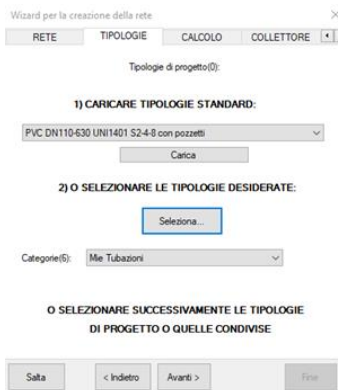 Wizard per la creazione della rete
RETE TIPOLOGIE CALCOLO COLLETTORE
Tipologie di progetto(0):
1) CARICARE TIPOLOGIE STANDARD:
PVC DN110-630 UNI1401 S2-4-8 con pozzetti
Carica
2) O SELEZIONARE LE TIPOLOGIE DESIDERATE:
Seleziona...
Categorie(6): Mie Tubazioni
O SELEZIONARE SUCCESSIVAMENTE LE TIPOLOGIE
DI PROGETTO O QUELLE CONDIVISE
Salta < Indietro Avanti > Fine